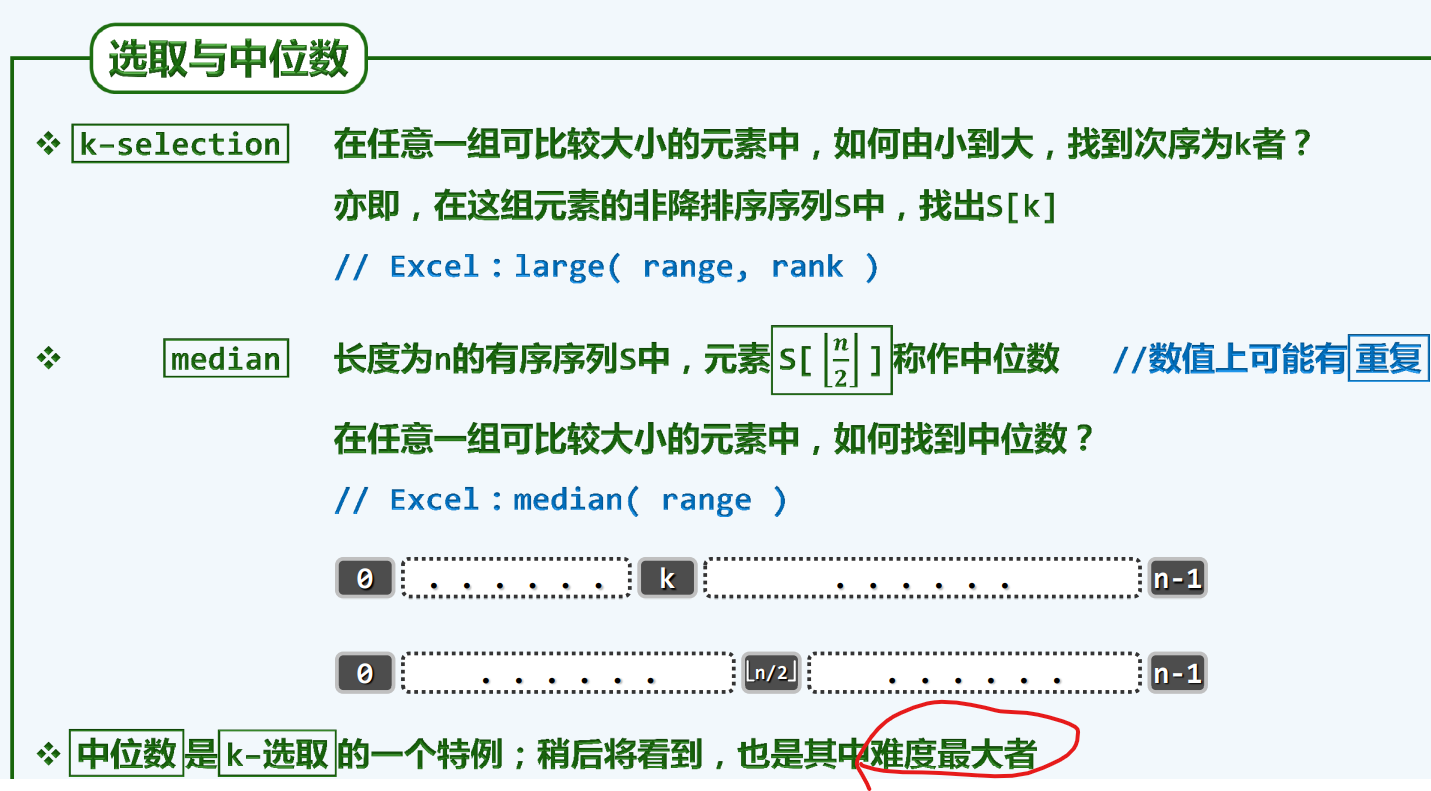 选取与中位数
❖ k-selection 在任意一组可比较大小的元素中，如何由小到大，找到次序为k者？
亦即，在这组元素的非降排序序列S中，找出S[k]
// Excel：large( range, rank )
❖ median 长度为n的有序序列S中，元素S[⌊n/2⌋]称作中位数 //数值上可能有重复
在任意一组可比较大小的元素中，如何找到中位数？
// Excel：median( range )
0 . . . . . . k . . . . . . n-1
0 . . . . . . ⌊n/2⌋ . . . . . . n-1
❖ 中位数是k-选取的一个特例；稍后将看到，也是其中难度最大者